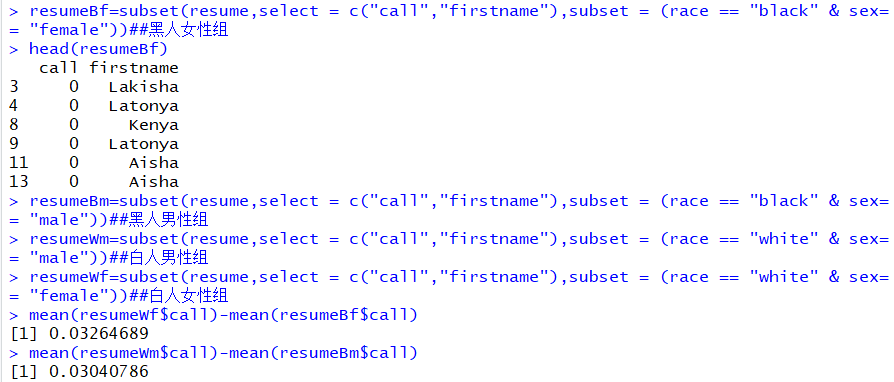 > resumeBf=subset(resume,select = c("call","firstname"),subset = (race == "black" & sex=
= "female"))##黑人女性组
> head(resumeBf)
   call firstname
3     0   Lakisha
4     0   Latonya
8     0     Kenya
9     0   Latonya
11    0     Aisha
13    0     Aisha
> resumeBm=subset(resume,select = c("call","firstname"),subset = (race == "black" & sex=
= "male"))##黑人男性组
> resumeWm=subset(resume,select = c("call","firstname"),subset = (race == "white" & sex=
= "male"))##白人男性组
> resumeWf=subset(resume,select = c("call","firstname"),subset = (race == "white" & sex=
= "female"))##白人女性组
> mean(resumeWf$call)-mean(resumeBf$call)
[1] 0.03264689
> mean(resumeWm$call)-mean(resumeBm$call)
[1] 0.03040786